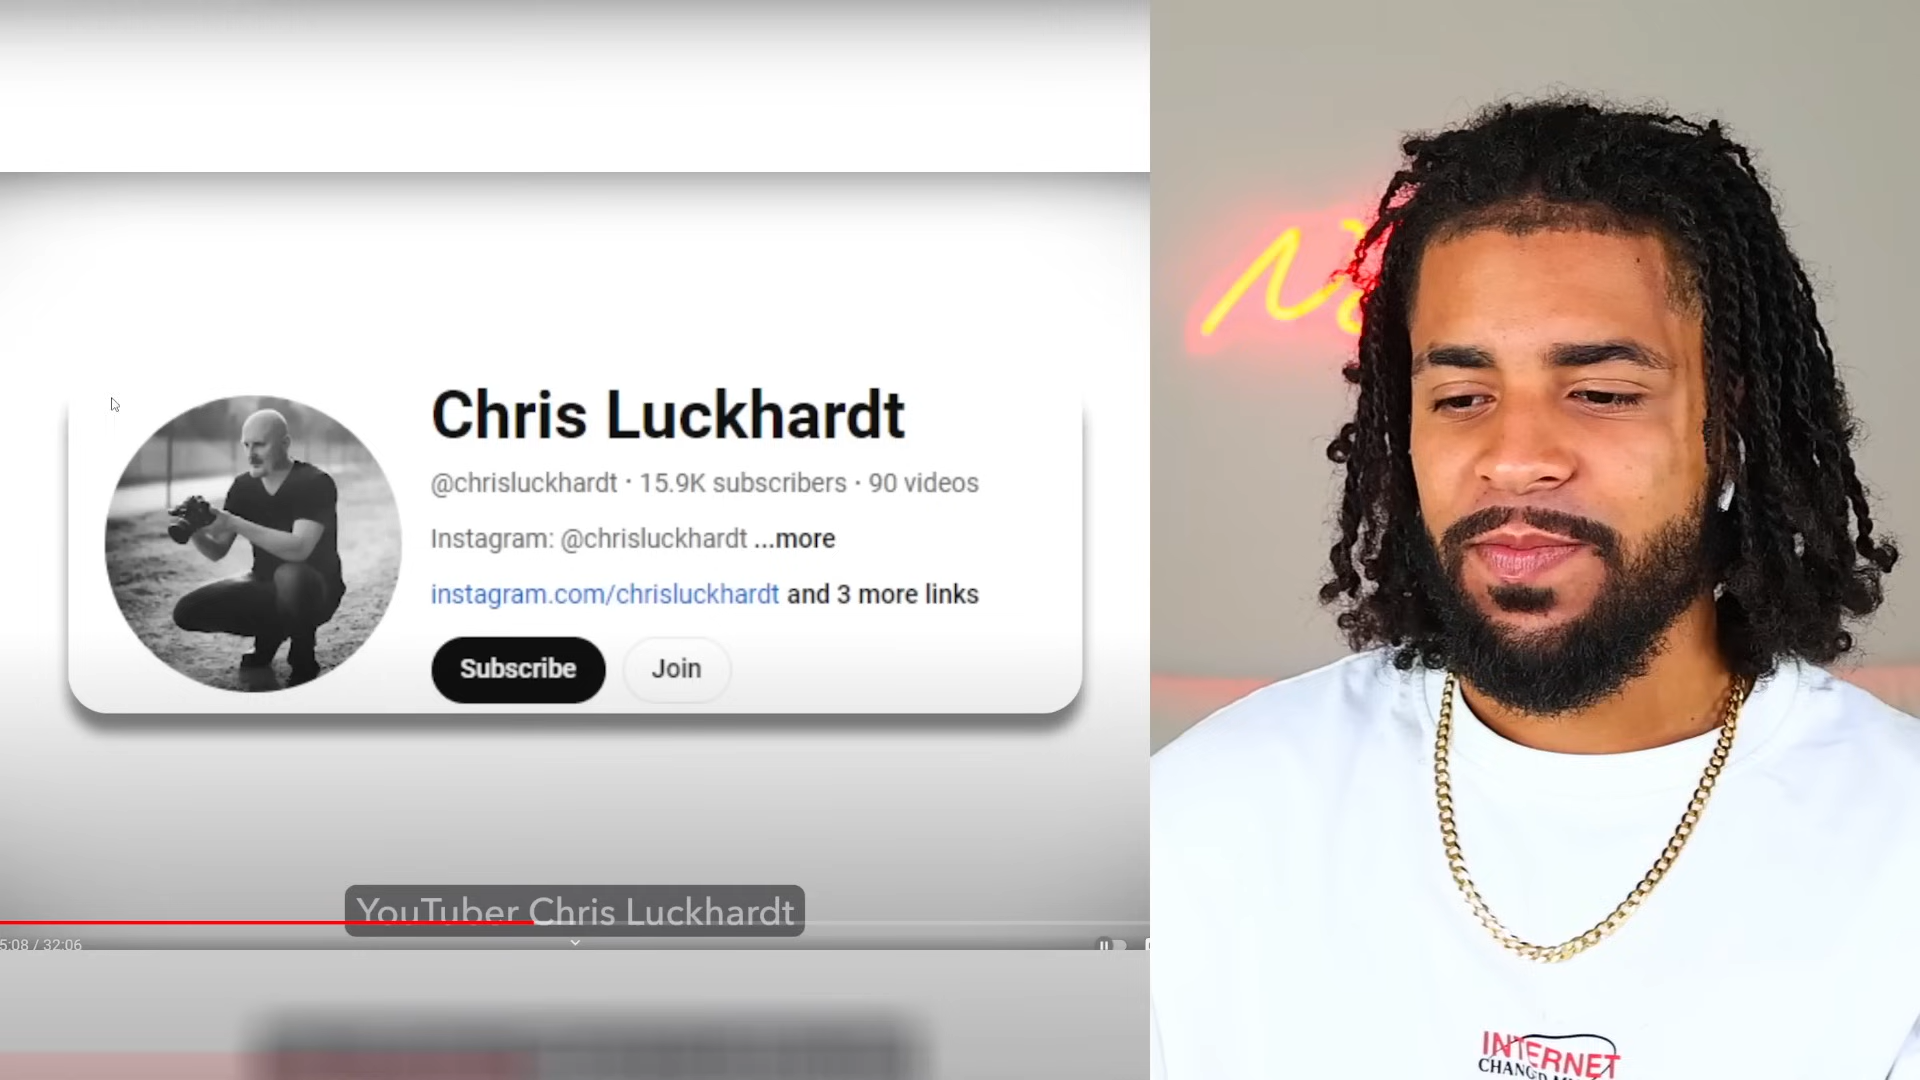 Chris Luckhardt
@chrisluckhardt · 15.9K subscribers · 90 videos
Instagram: @chrisluckhardt ...more
instagram.com/chrisluckhardt and 3 more links
Subscribe
Join
YouTuber Chris Luckhardt
5:08 / 32:06
INTERNET